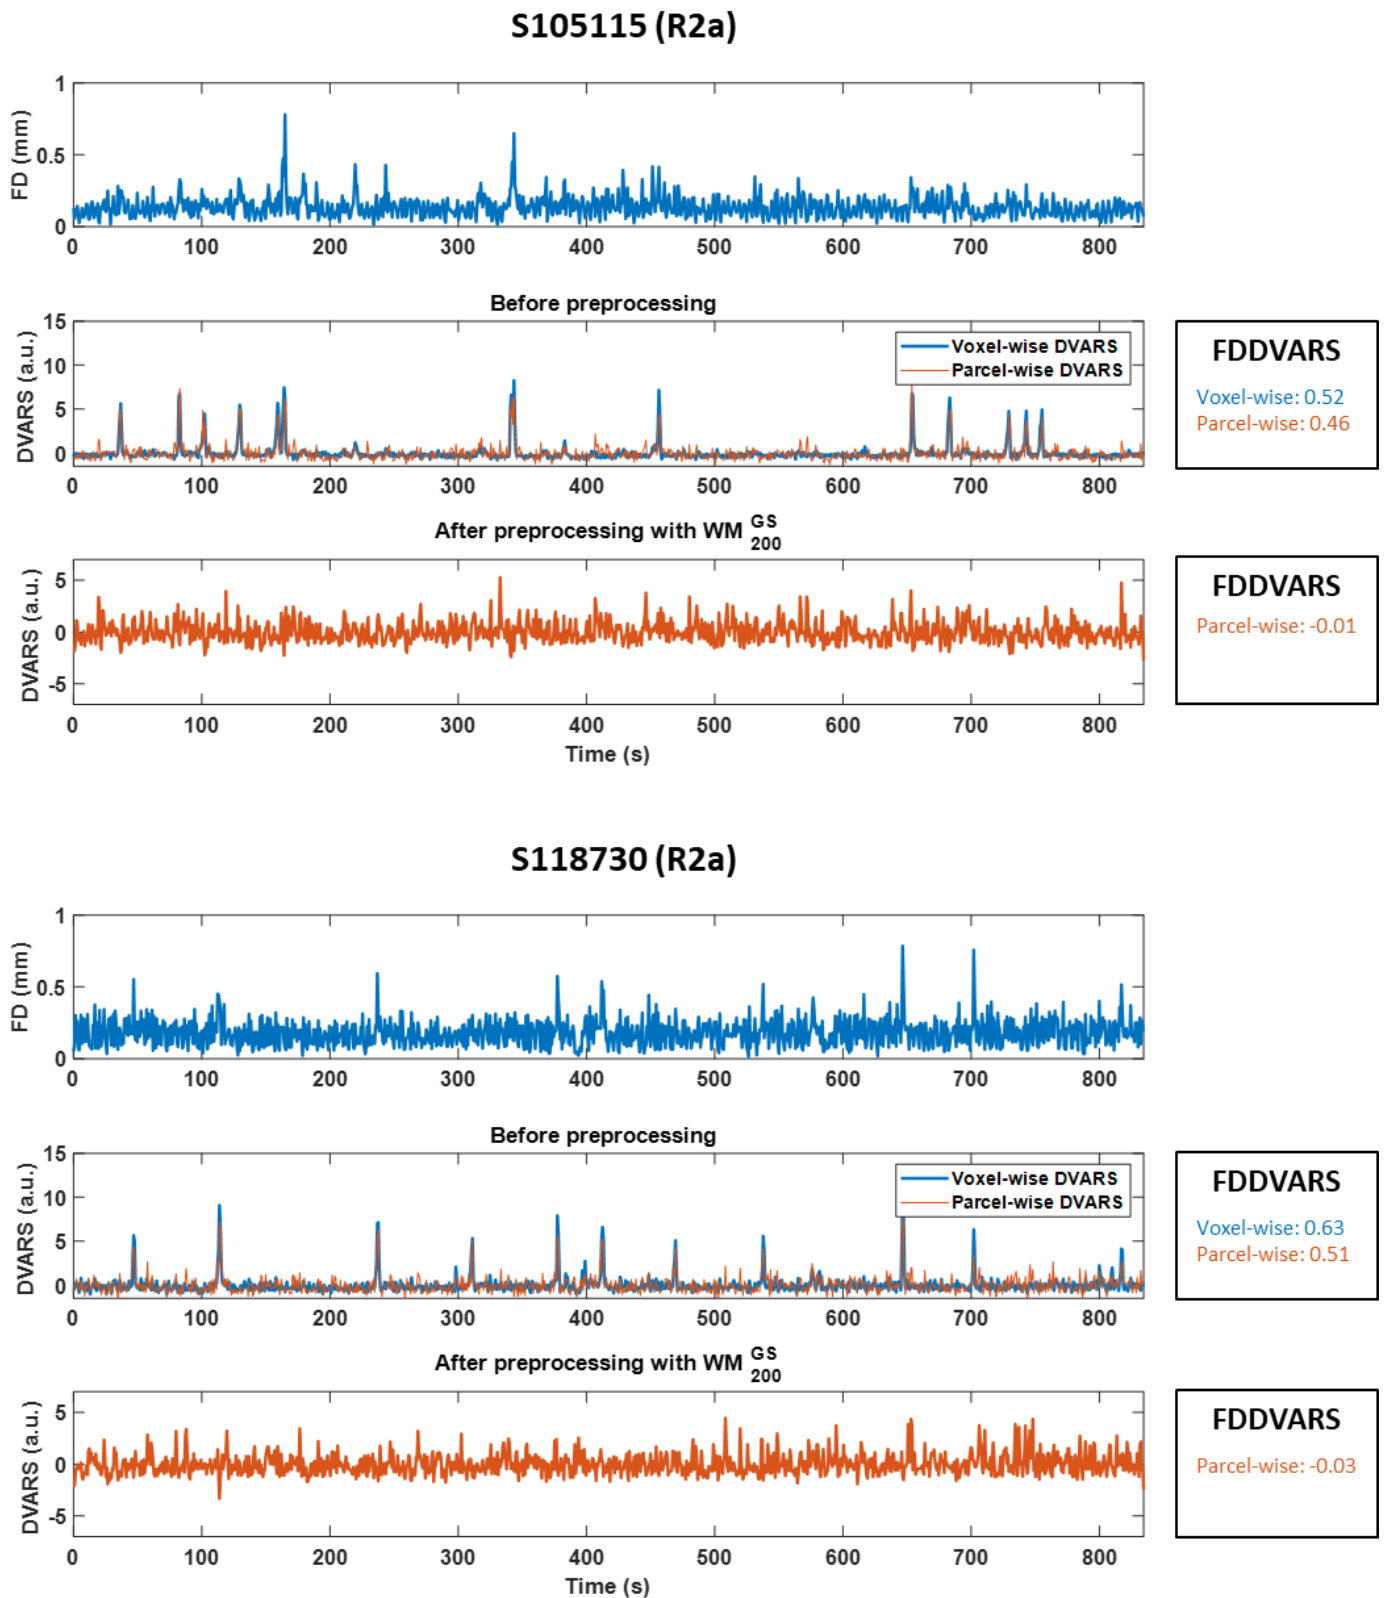 S105115 (R2a)
FD (mm)
1
0.5
0
0 100 200 300 400 500 600 700 800
Before preprocessing
DVARS (a.u.)
15
10
5
0
Voxel-wise DVARS
Parcel-wise DVARS
0 100 200 300 400 500 600 700 800
FDDVARS
Voxel-wise: 0.52
Parcel-wise: 0.46
After preprocessing with WM GS 200
DVARS (a.u.)
5
0
-5
0 100 200 300 400 500 600 700 800
Time (s)
FDDVARS
Parcel-wise: -0.01
S118730 (R2a)
FD (mm)
1
0.5
0
0 100 200 300 400 500 600 700 800
Before preprocessing
DVARS (a.u.)
15
10
5
0
Voxel-wise DVARS
Parcel-wise DVARS
0 100 200 300 400 500 600 700 800
FDDVARS
Voxel-wise: 0.63
Parcel-wise: 0.51
After preprocessing with WM GS 200
DVARS (a.u.)
5
0
-5
0 100 200 300 400 500 600 700 800
Time (s)
FDDVARS
Parcel-wise: -0.03